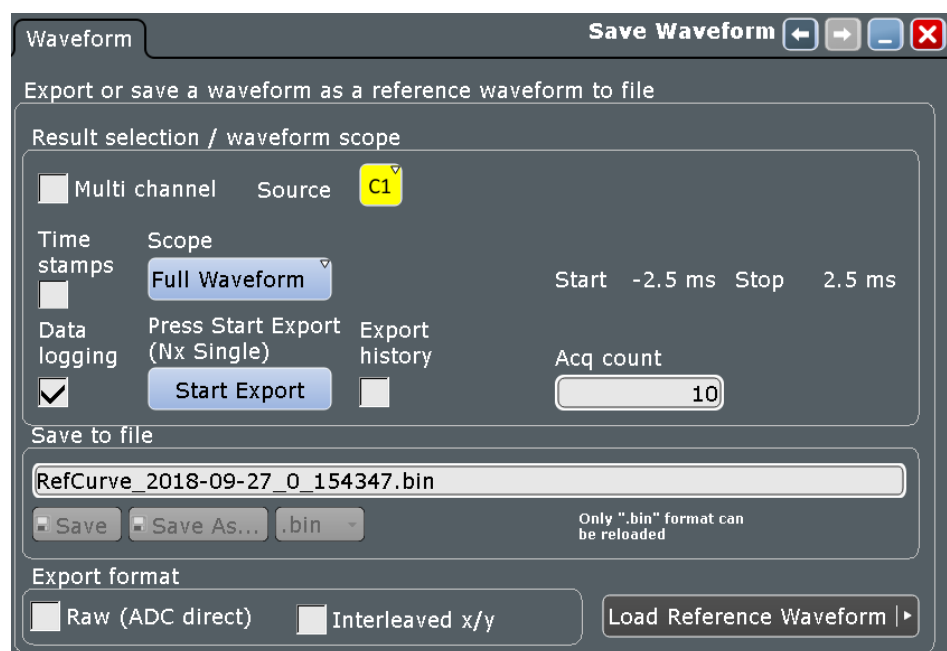 Waveform
Save Waveform
Export or save a waveform as a reference waveform to file
Result selection / waveform scope
Multi channel Source C1
Time stamps
Scope
Full Waveform
Start -2.5 ms Stop 2.5 ms
Data logging
Press Start Export
(Nx Single)
Start Export
Export history
Acq count
10
Save to file
RefCurve_2018-09-27_0_154347.bin
Save Save As... .bin
Only ".bin" format can
be reloaded
Export format
Raw (ADC direct) Interleaved x/y
Load Reference Waveform